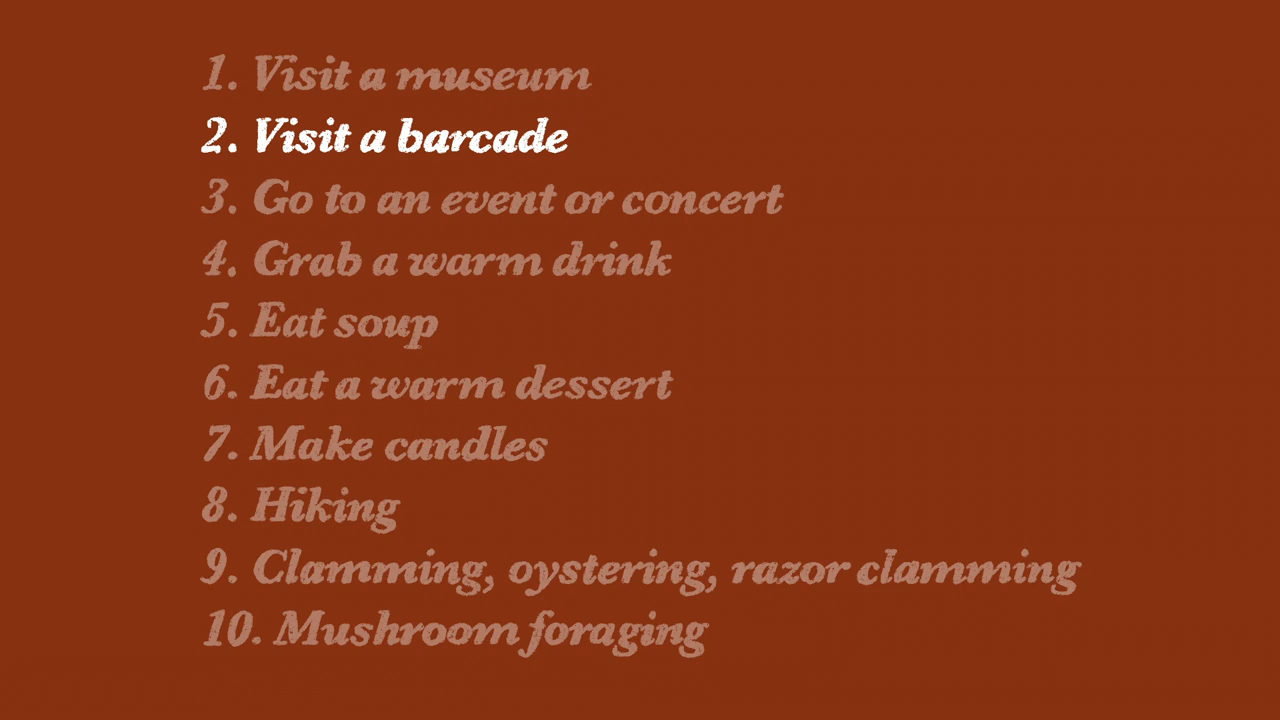 1. Visit a museum
2. Visit a barcade
3. Go to an event or concert
4. Grab a warm drink
5. Eat soup
6. Eat a warm dessert
7. Make candles
8. Hiking
9. Clamming, oystering, razor clamming
10. Mushroom foraging